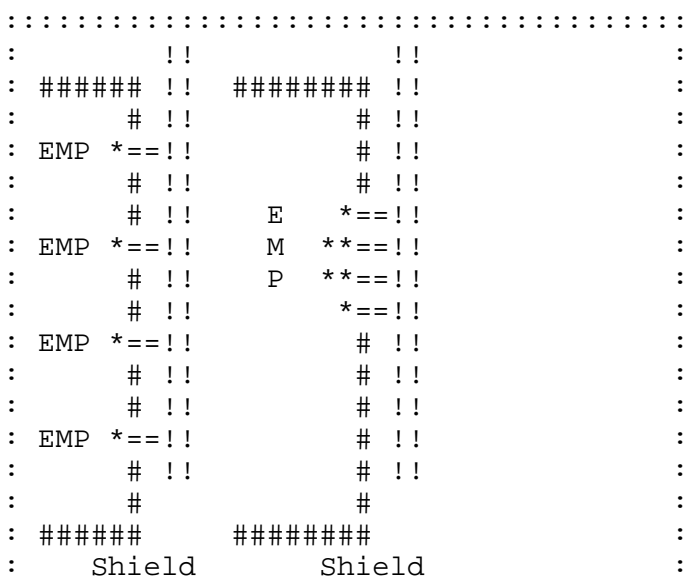 :::::::::::::::::::::::::::::::::::::::::::::::
:          !!              !!                  :
: ###### !!  ######## !!                  :
:       # !!          # !!                  :
: EMP *==!!          # !!                  :
:       # !!          # !!                  :
:       # !!    E    *==!!                  :
: EMP *==!!    M   **==!!                  :
:       # !!    P   **==!!                  :
:       # !!         *==!!                  :
: EMP *==!!          # !!                  :
:       # !!          # !!                  :
:       # !!          # !!                  :
: EMP *==!!          # !!                  :
:       # !!          # !!                  :
:       #             #                     :
: ######     ########                     :
:    Shield        Shield                 :